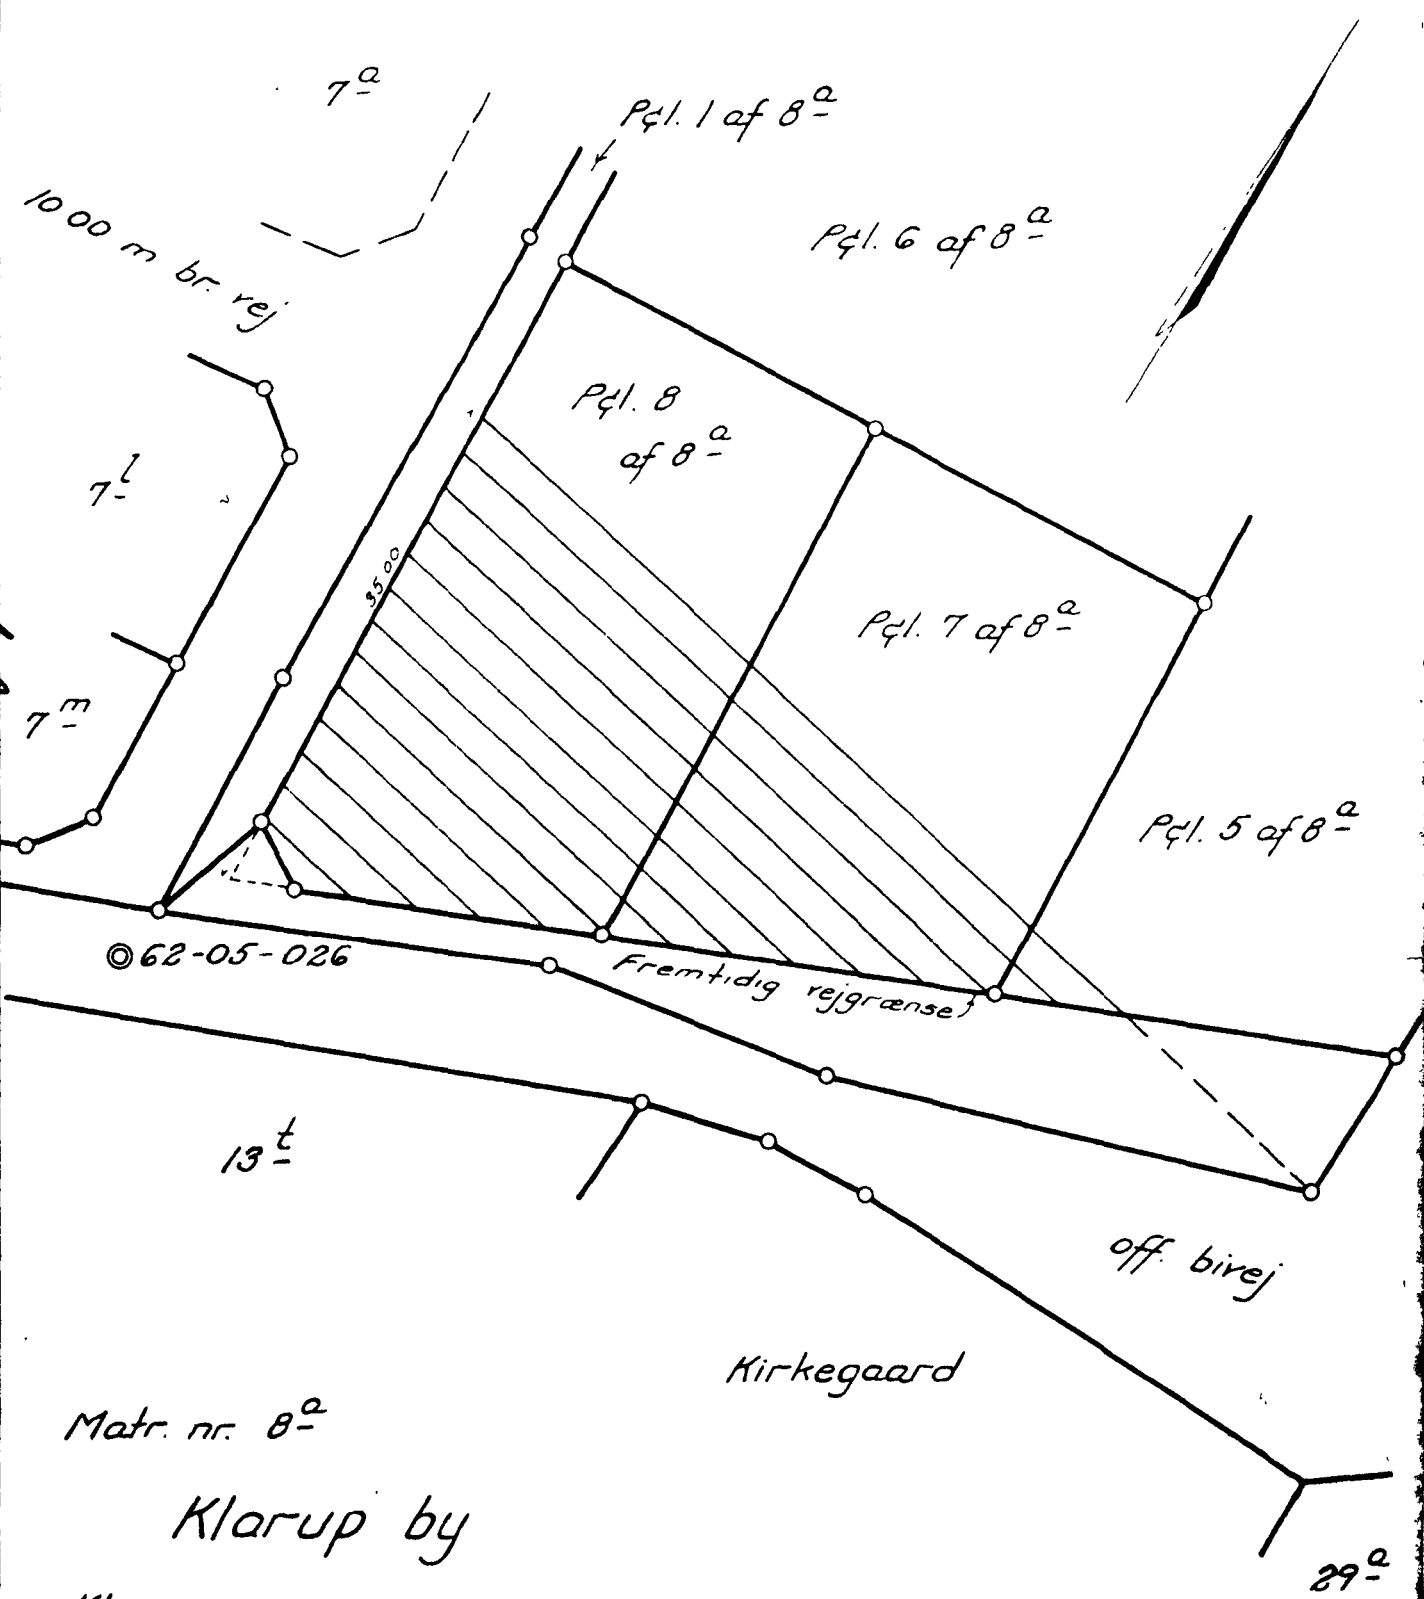 7a
Pcl. 1 af 8a
10 00 m br. vej
Pcl. 6 af 8a
Pcl. 8
af 8a
7l
35 00
Pcl. 7 af 8a
7m
Pcl. 5 af 8a
62-05-026
Fremtidig vejgrænse
13t
off. bivej
Kirkegaard
Matr. nr. 8a
Klarup by
29a